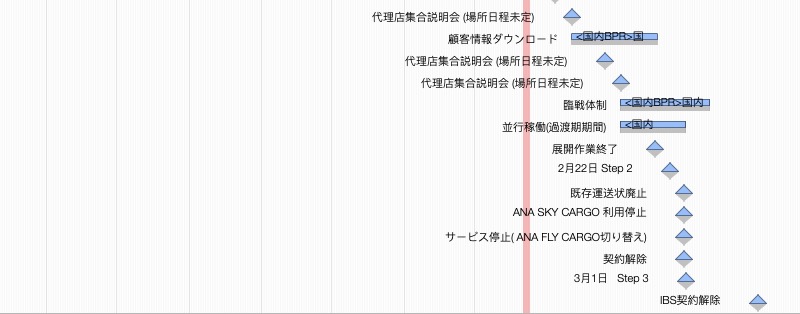 代理店集合説明会 (場所日程未定)
顧客情報ダウンロード <国内BPR>国
代理店集合説明会 (場所日程未定)
代理店集合説明会 (場所日程未定)
臨戦体制 <国内BPR>国内
並行稼働(過渡期期間) <国内
展開作業終了
2月22日 Step 2
既存運送状廃止
ANA SKY CARGO 利用停止
サービス停止( ANA FLY CARGO切り替え)
契約解除
3月1日 Step 3
IBS契約解除